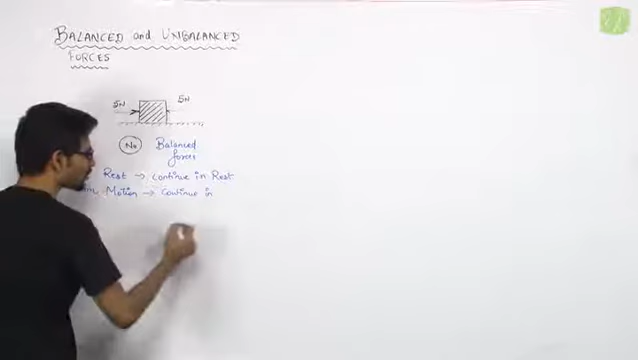 BALANCED and UNBALANCED
FORCES
5N 5N
No Balanced
forces
Rest → continue in Rest
Motion → continue in